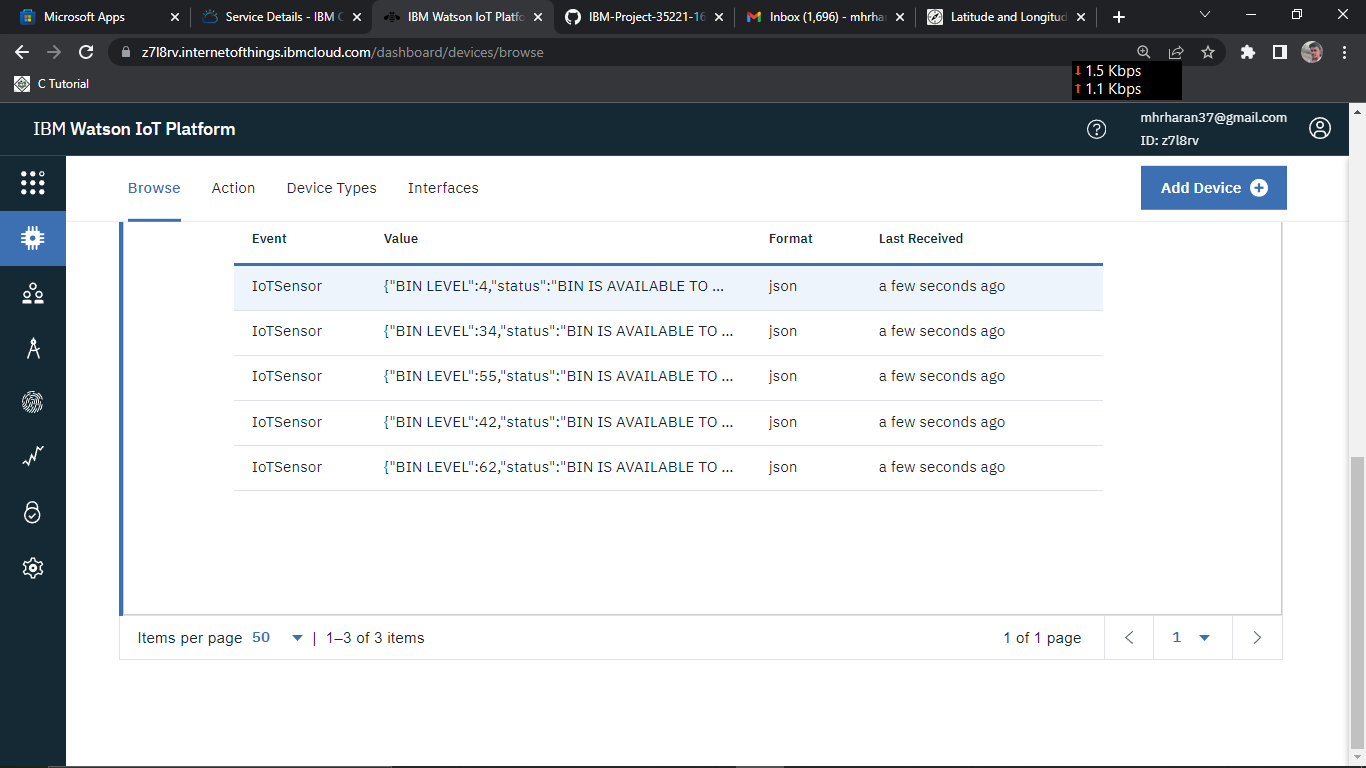 Microsoft Apps
Service Details - IBM C
IBM Watson IoT Platfo
IBM-Project-35221-16
Inbox (1,696) - mhrhar
Latitude and Longitud
z7l8rv.internetofthings.ibmcloud.com/dashboard/devices/browse
C Tutorial
1.5 Kbps
1.1 Kbps
IBM Watson IoT Platform
mhrharan37@gmail.com
ID: z7l8rv
Browse Action Device Types Interfaces
Add Device
Event Value Format Last Received
IoTSensor {"BIN LEVEL":4,"status":"BIN IS AVAILABLE TO ... json a few seconds ago
IoTSensor {"BIN LEVEL":34,"status":"BIN IS AVAILABLE TO ... json a few seconds ago
IoTSensor {"BIN LEVEL":55,"status":"BIN IS AVAILABLE TO ... json a few seconds ago
IoTSensor {"BIN LEVEL":42,"status":"BIN IS AVAILABLE TO ... json a few seconds ago
IoTSensor {"BIN LEVEL":62,"status":"BIN IS AVAILABLE TO ... json a few seconds ago
Items per page 50 | 1–3 of 3 items 1 of 1 page 1